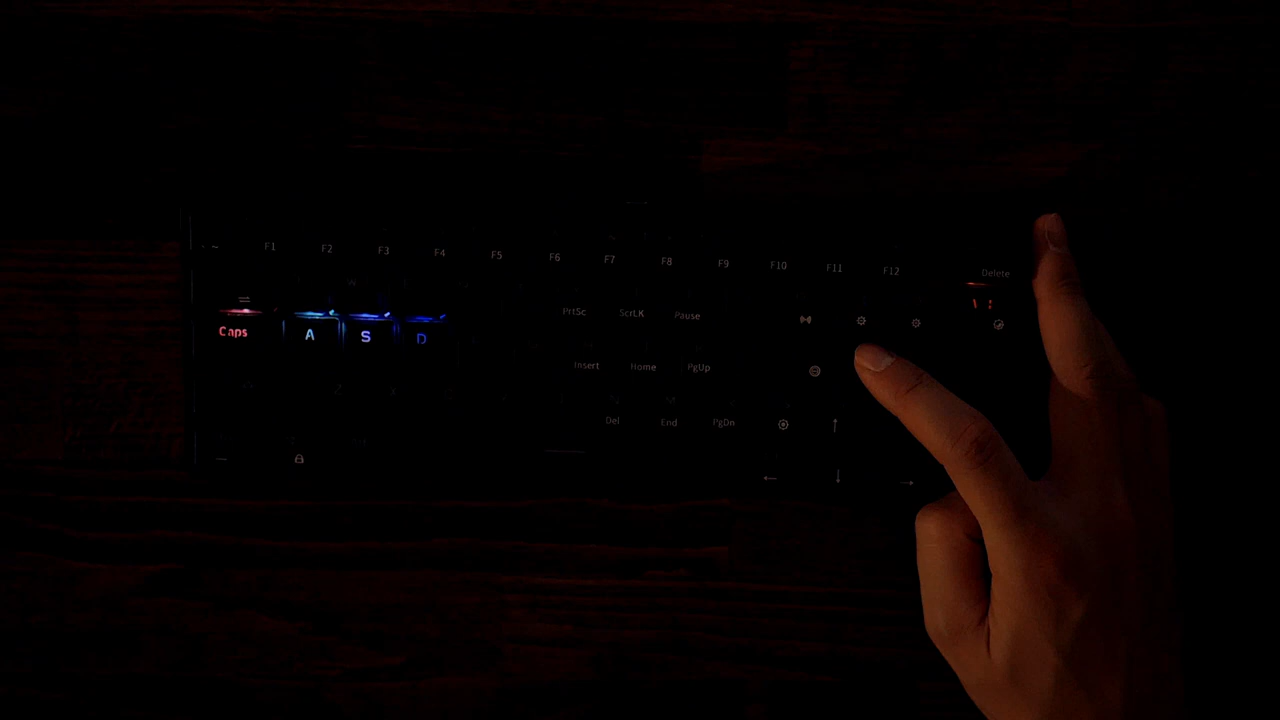 F1 F2 F3 F4 F5 F6 F7 F8 F9 F10 F11 F12 Delete
PrtSc ScrLK Pause
Caps A S D Insert Home PgUp
Z X Del End PgDn